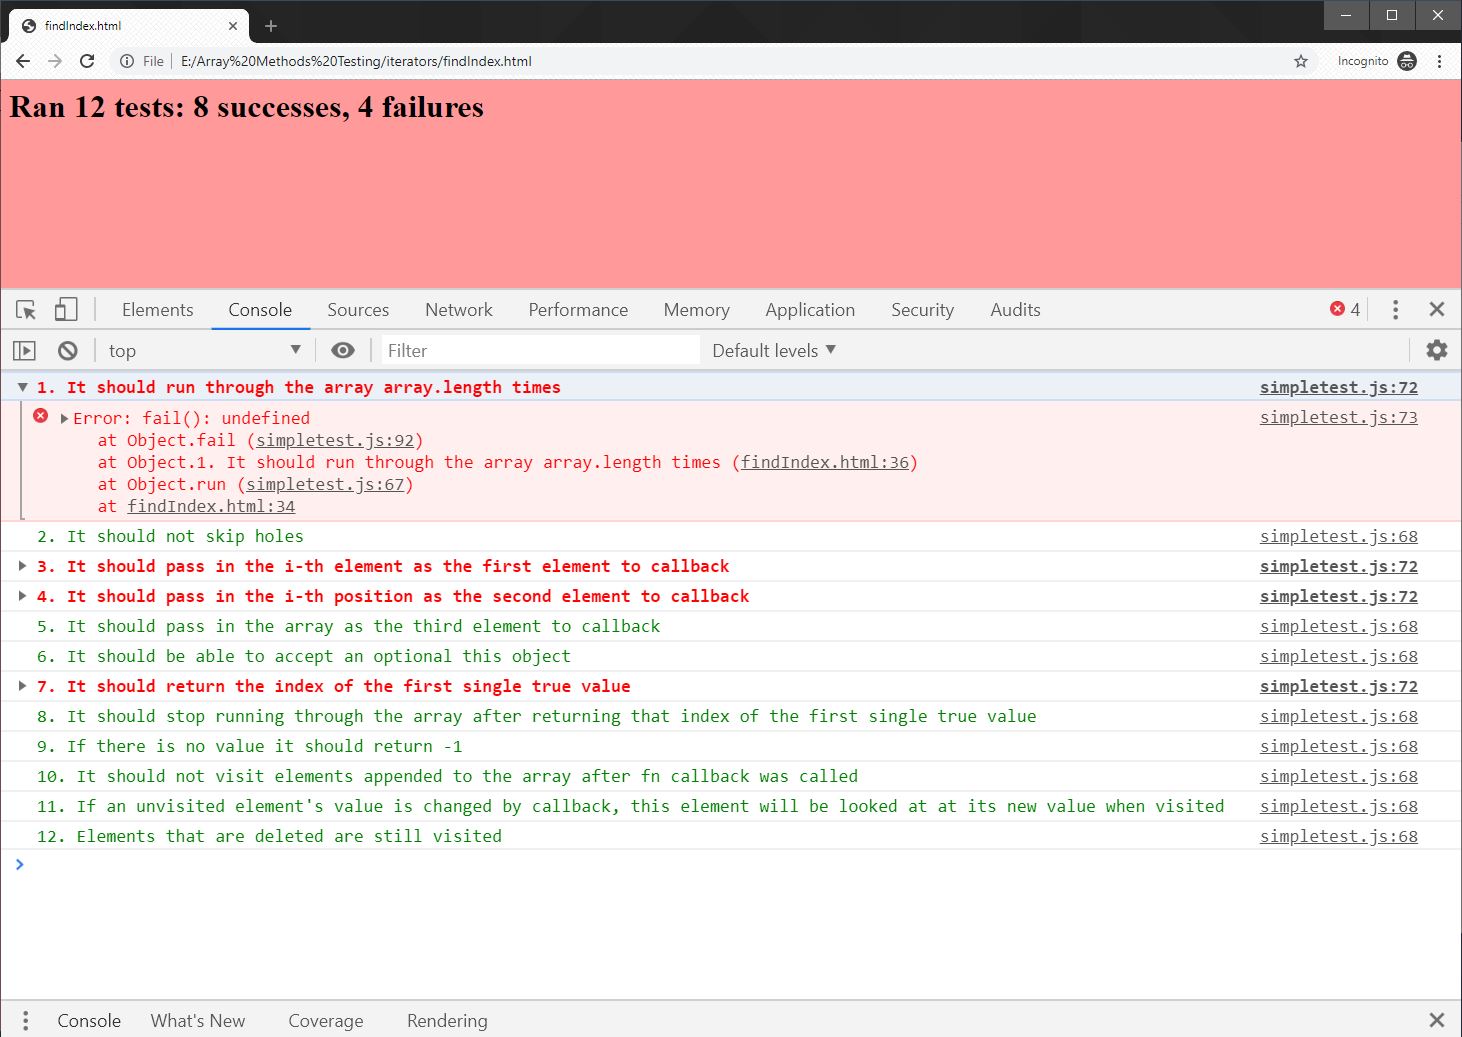 findIndex.html
File E:/Array%20Methods%20Testing/iterators/findIndex.html Incognito
Ran 12 tests: 8 successes, 4 failures
Elements Console Sources Network Performance Memory Application Security Audits 4
top Filter Default levels
1. It should run through the array array.length times simpletest.js:72
Error: fail(): undefined simpletest.js:73
at Object.fail (simpletest.js:92)
at Object.1. It should run through the array array.length times (findIndex.html:36)
at Object.run (simpletest.js:67)
at findIndex.html:34
2. It should not skip holes simpletest.js:68
3. It should pass in the i-th element as the first element to callback simpletest.js:72
4. It should pass in the i-th position as the second element to callback simpletest.js:72
5. It should pass in the array as the third element to callback simpletest.js:68
6. It should be able to accept an optional this object simpletest.js:68
7. It should return the index of the first single true value simpletest.js:72
8. It should stop running through the array after returning that index of the first single true value simpletest.js:68
9. If there is no value it should return -1 simpletest.js:68
10. It should not visit elements appended to the array after fn callback was called simpletest.js:68
11. If an unvisited element's value is changed by callback, this element will be looked at at its new value when visited simpletest.js:68
12. Elements that are deleted are still visited simpletest.js:68
Console What's New Coverage Rendering